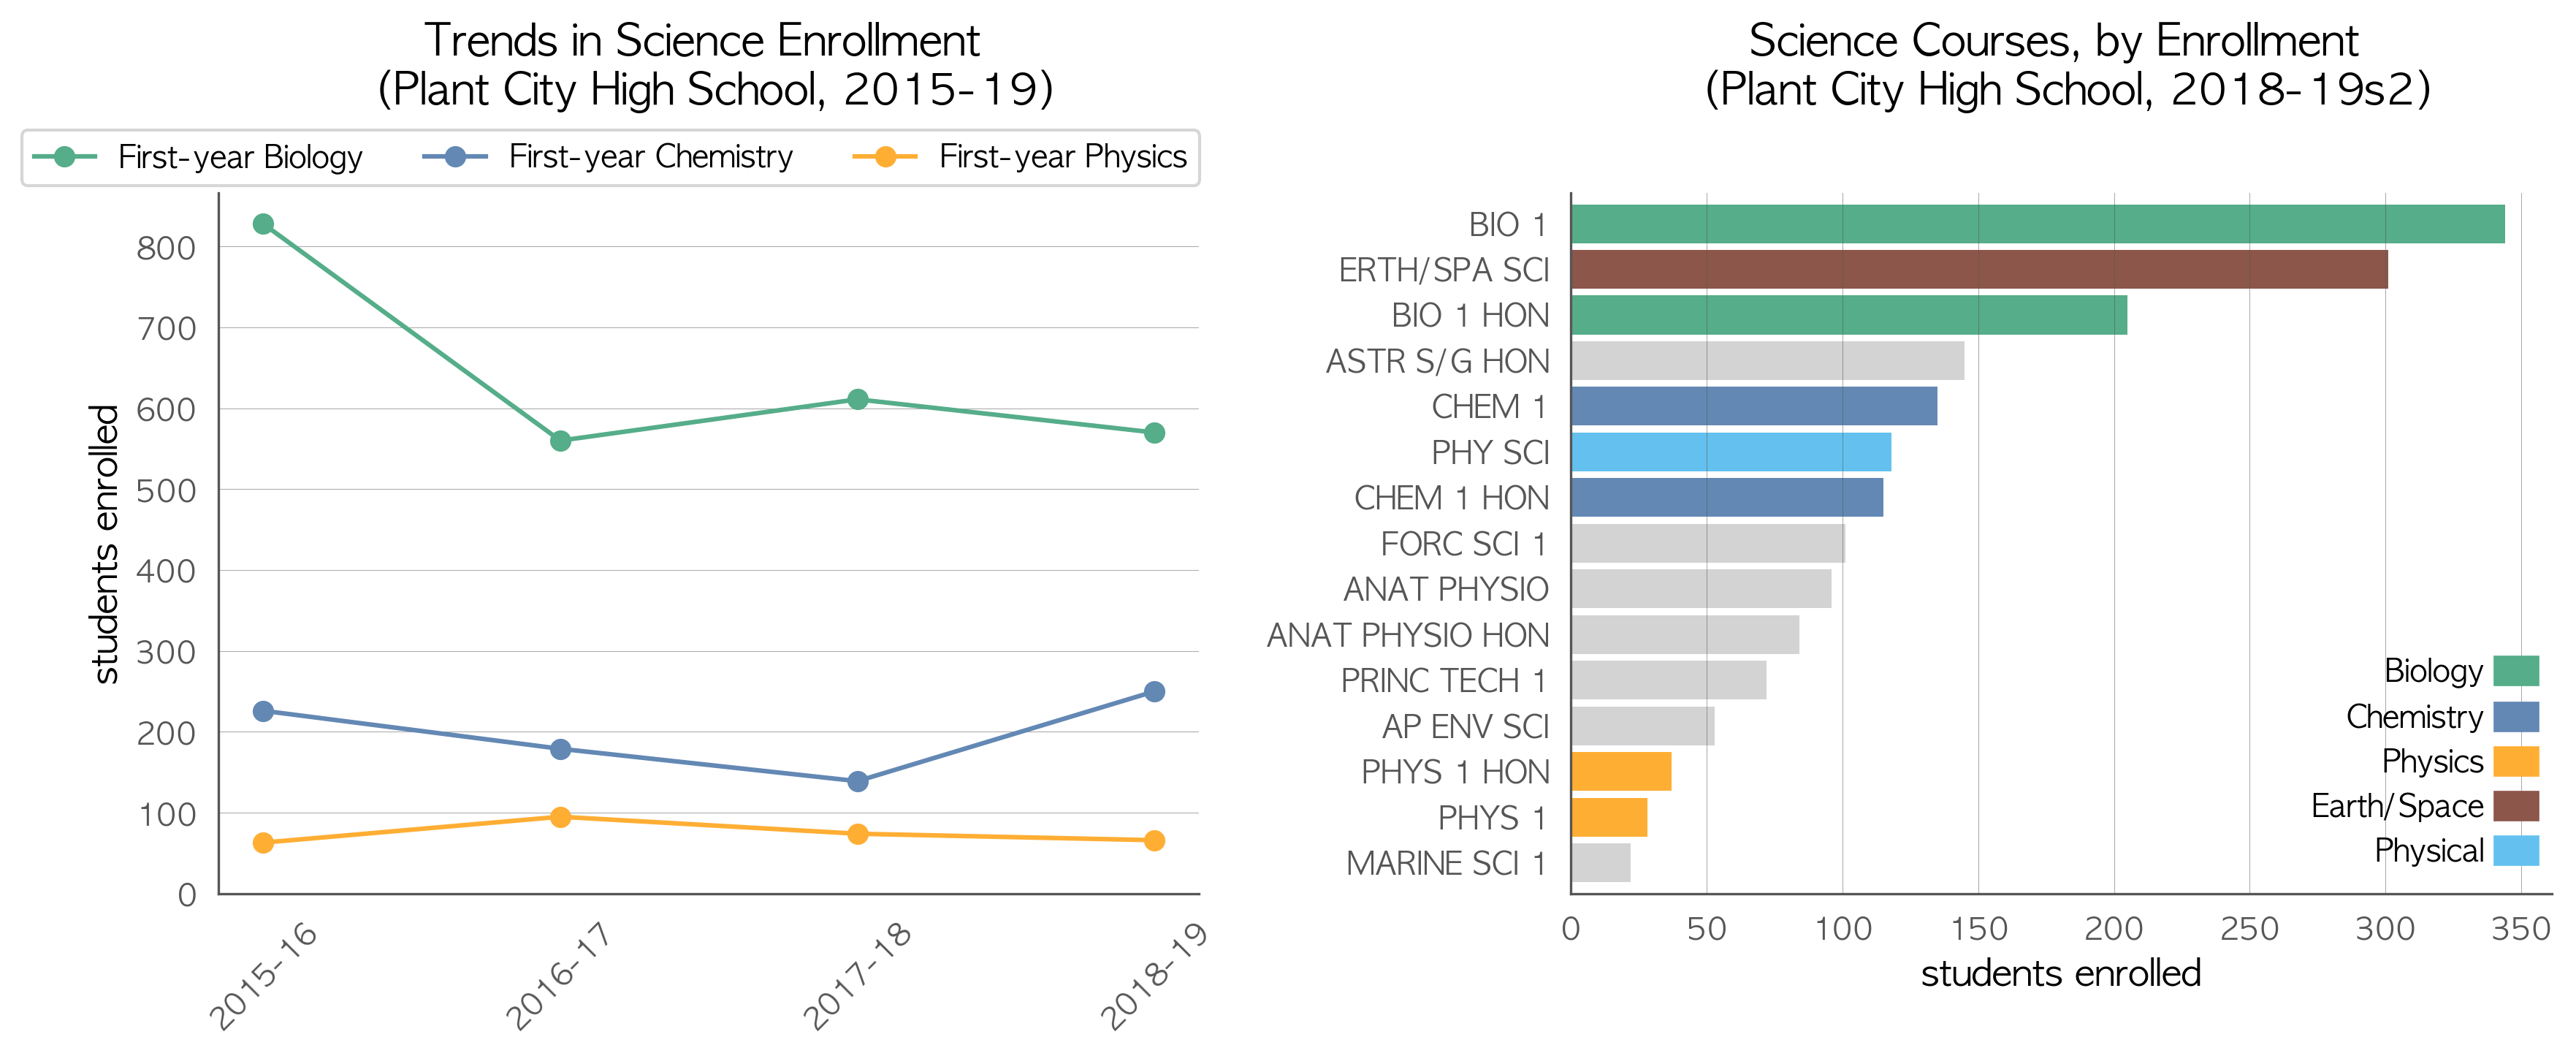 Trends in Science Enrollment
(Plant City High School, 2015-19)
First-year Biology
First-year Chemistry
First-year Physics
800
700
600
500
400
300
200
100
0
students enrolled
2015-16
2016-17
2017-18
2018-19
Science Courses, by Enrollment
(Plant City High School, 2018-19s2)
BIO 1
ERTH/SPA SCI
BIO 1 HON
ASTR S/G HON
CHEM 1
PHY SCI
CHEM 1 HON
FORC SCI 1
ANAT PHYSIO
ANAT PHYSIO HON
PRINC TECH 1
AP ENV SCI
PHYS 1 HON
PHYS 1
MARINE SCI 1
Biology
Chemistry
Physics
Earth/Space
Physical
0 50 100 150 200 250 300 350
students enrolled